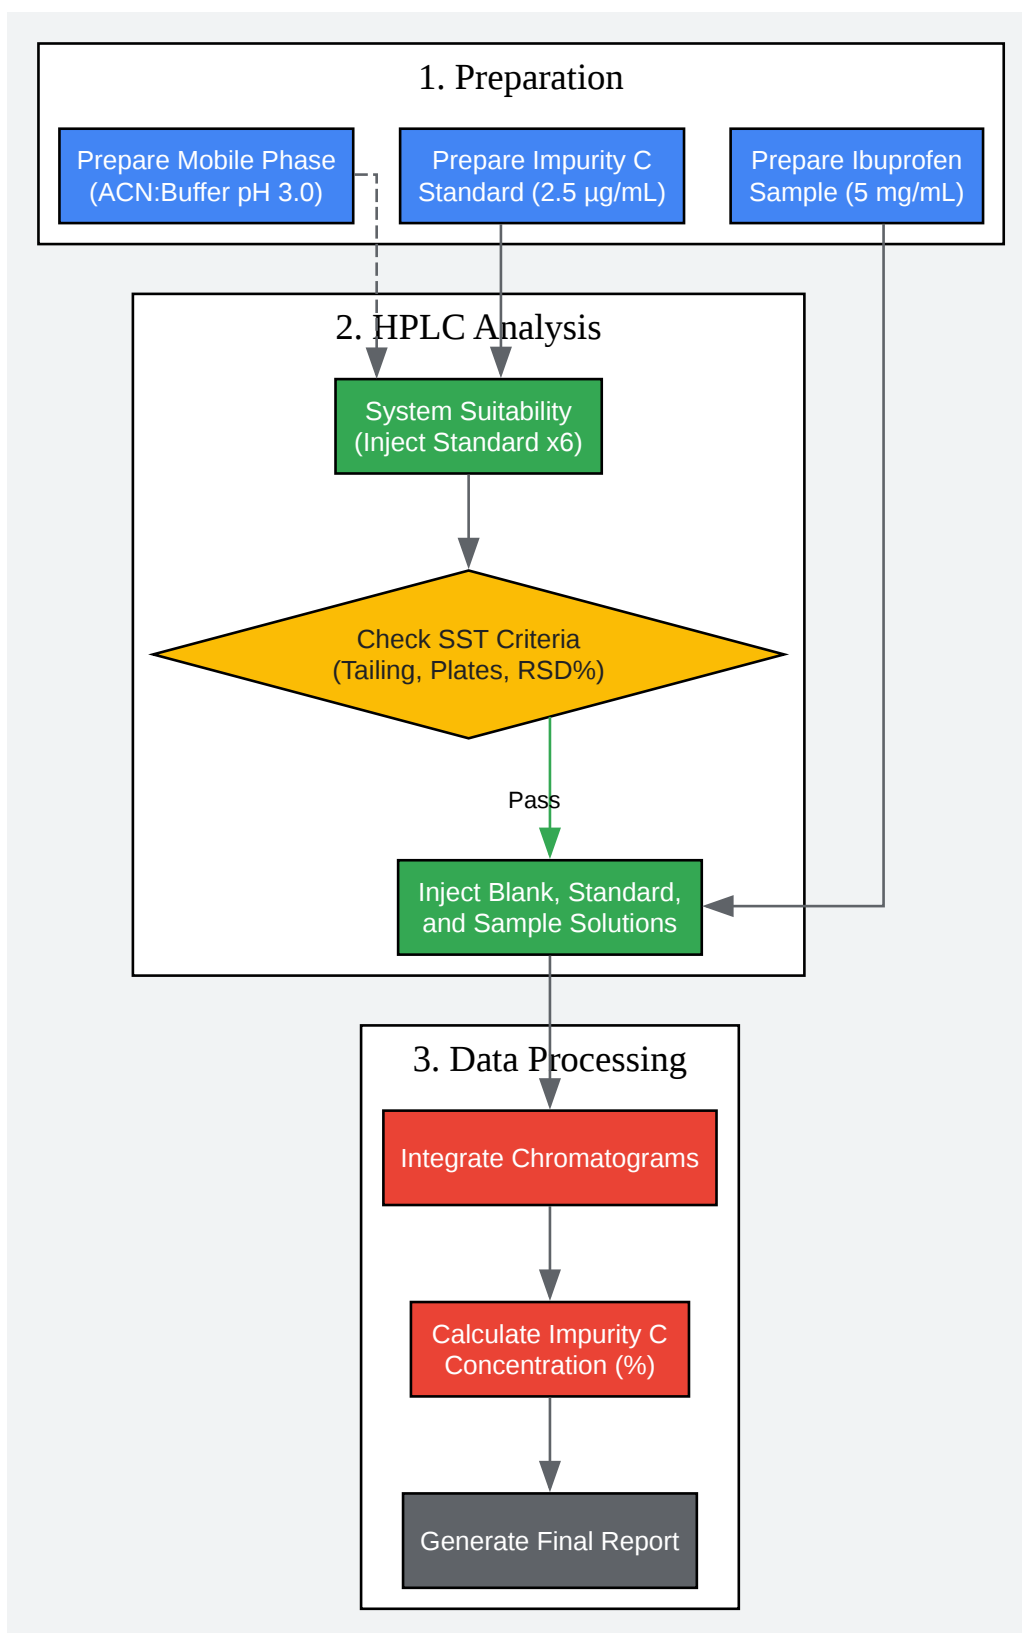 1. Preparation
Prepare Mobile Phase
(ACN:Buffer pH 3.0)
Prepare Impurity C
Standard (2.5 µg/mL)
Prepare Ibuprofen
Sample (5 mg/mL)
2. HPLC Analysis
System Suitability
(Inject Standard x6)
Check SST Criteria
(Tailing, Plates, RSD%)
Pass
Inject Blank, Standard,
and Sample Solutions
3. Data Processing
Integrate Chromatograms
Calculate Impurity C
Concentration (%)
Generate Final Report